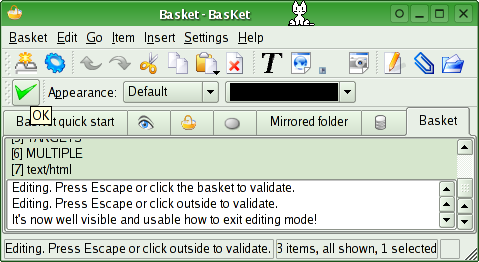 Basket - BasKet
Basket Edit Go Item Insert Settings Help
Appearance: Default
OK
Basket quick start Mirrored folder Basket
[5] TARGETS
[6] MULTIPLE
[7] text/html
Editing. Press Escape or click the basket to validate.
Editing. Press Escape or click outside to validate.
It's now well visible and usable how to exit editing mode!
Editing. Press Escape or click outside to validate. 3 items, all shown, 1 selected